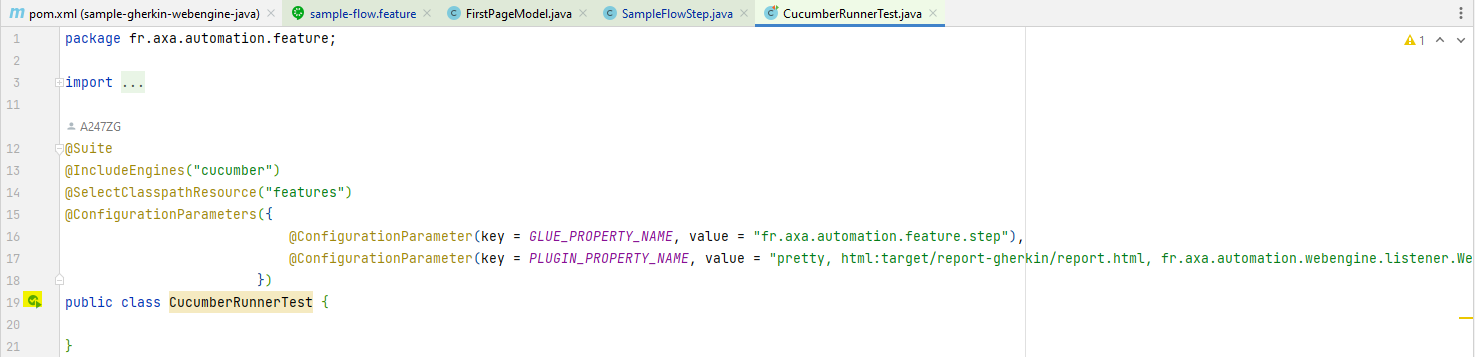 pom.xml (sample-gherkin-webengine-java) sample-flow.feature FirstPageModel.java SampleFlowStep.java CucumberRunnerTest.java
1 package fr.axa.automation.feature; 1
2
3 import ...
11
A247ZG
12 @Suite
13 @IncludeEngines("cucumber")
14 @SelectClasspathResource("features")
15 @ConfigurationParameters({
16 @ConfigurationParameter(key = GLUE_PROPERTY_NAME, value = "fr.axa.automation.feature.step"),
17 @ConfigurationParameter(key = PLUGIN_PROPERTY_NAME, value = "pretty, html:target/report-gherkin/report.html, fr.axa.automation.webengine.listener.We
18 })
19 public class CucumberRunnerTest {
20
21 }